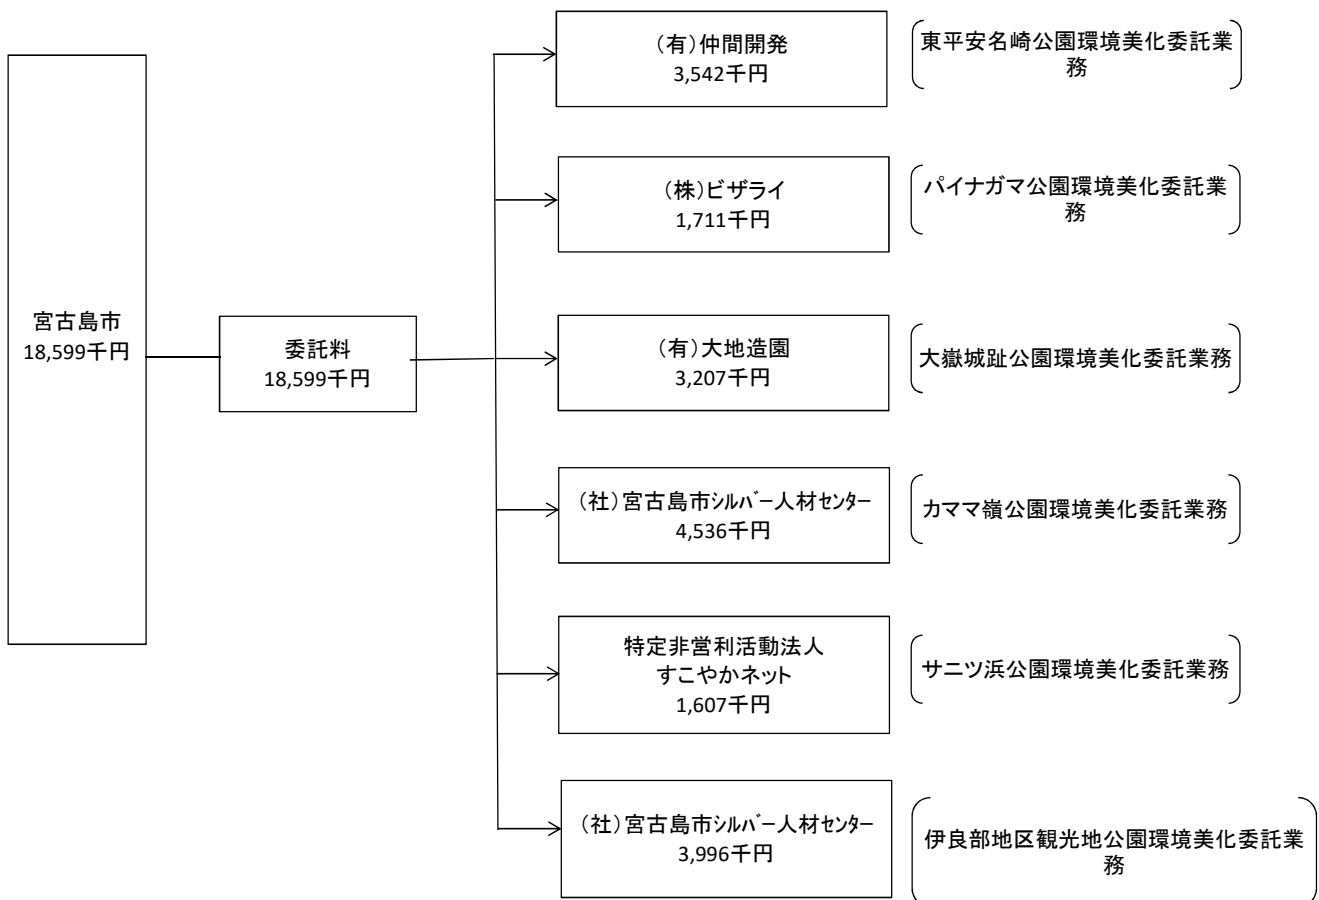 宮古島市
18,599千円
委託料
18,599千円
(有)仲間開発
3,542千円
東平安名崎公園環境美化委託業
務
(株)ビザライ
1,711千円
パイナガマ公園環境美化委託業
務
(有)大地造園
3,207千円
大嶽城趾公園環境美化委託業務
(社)宮古島市シルバー人材センター
4,536千円
カママ嶺公園環境美化委託業務
特定非営利活動法人
すこやかネット
1,607千円
サニツ浜公園環境美化委託業務
(社)宮古島市シルバー人材センター
3,996千円
伊良部地区観光地公園環境美化委託業
務